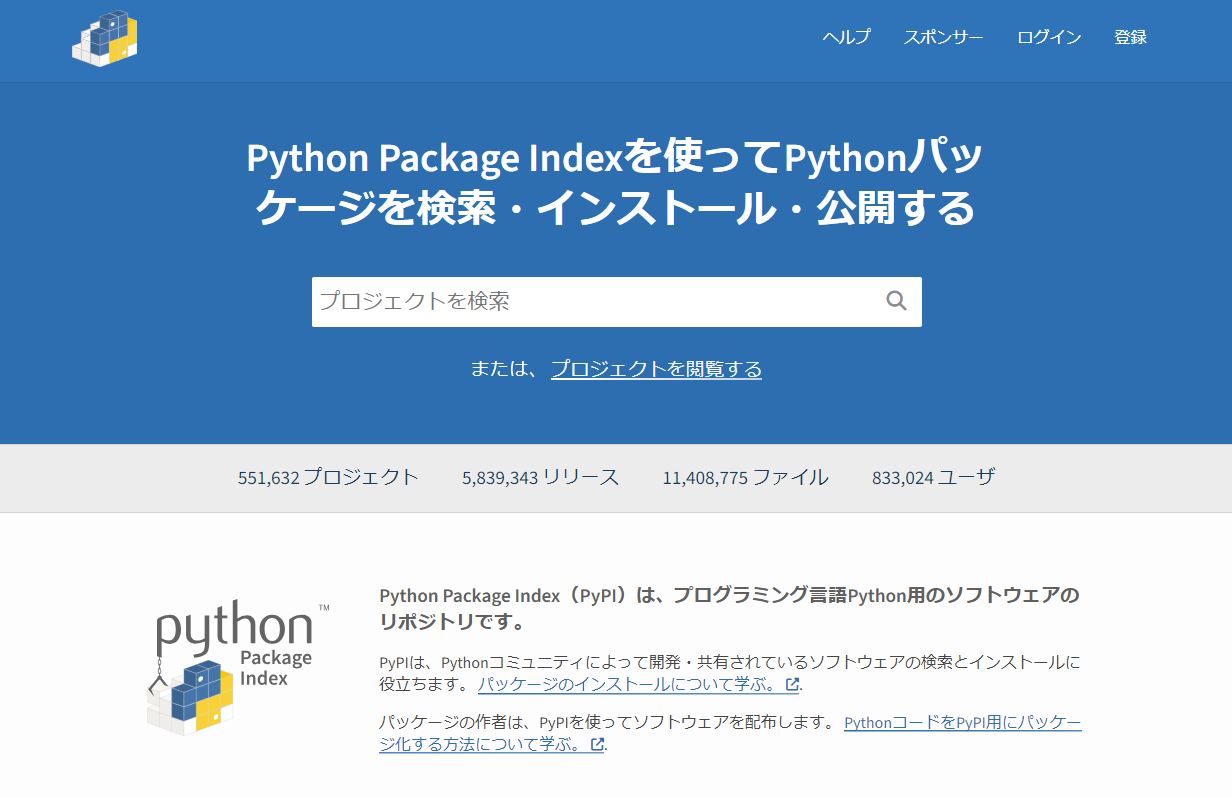 ヘルプ スポンサー ログイン 登録
Python Package Indexを使ってPythonパッ
ケージを検索・インストール・公開する
プロジェクトを検索
または、 プロジェクトを閲覧する
551,632 プロジェクト 5,839,343 リリース 11,408,775 ファイル 833,024 ユーザ
python™
Package
Index
Python Package Index（PyPI）は、プログラミング言語Python用のソフトウェアの
リポジトリです。
PyPIは、Pythonコミュニティによって開発・共有されているソフトウェアの検索とインストールに
役立ちます。 パッケージのインストールについて学ぶ。 .
パッケージの作者は、PyPIを使ってソフトウェアを配布します。 PythonコードをPyPI用にパッケー
ジ化する方法について学ぶ。 .